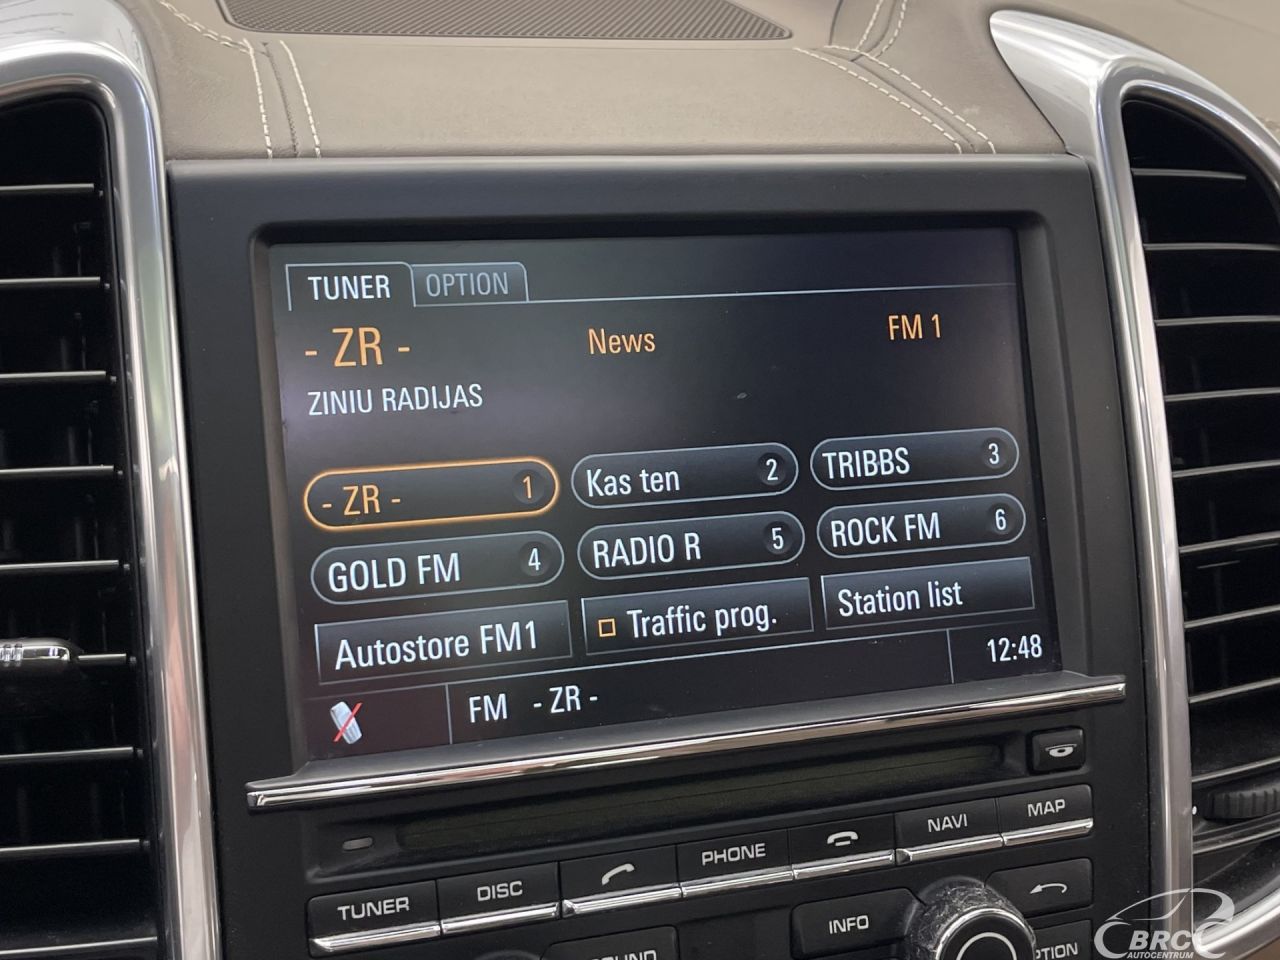 TUNER OPTION
- ZR - News FM 1
ZINIU RADIJAS
- ZR - 1 Kas ten 2 TRIBBS 3
GOLD FM 4 RADIO R 5 ROCK FM 6
Autostore FM1 Traffic prog. Station list
FM - ZR - 12:48
TUNER DISC PHONE NAVI MAP
INFO
BRC
AUTOCENTRUM